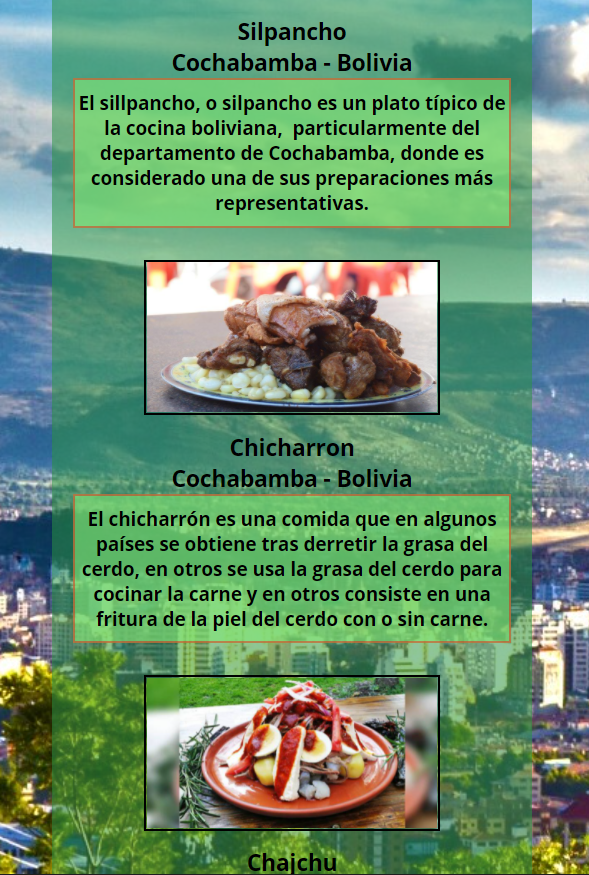 Silpancho
Cochabamba - Bolivia
El sillpancho, o silpancho es un plato típico de
la cocina boliviana,  particularmente del
departamento de Cochabamba, donde es
considerado una de sus preparaciones más
representativas.
Chicharron
Cochabamba - Bolivia
El chicharrón es una comida que en algunos
países se obtiene tras derretir la grasa del
cerdo, en otros se usa la grasa del cerdo para
cocinar la carne y en otros consiste en una
fritura de la piel del cerdo con o sin carne.
Chajchu